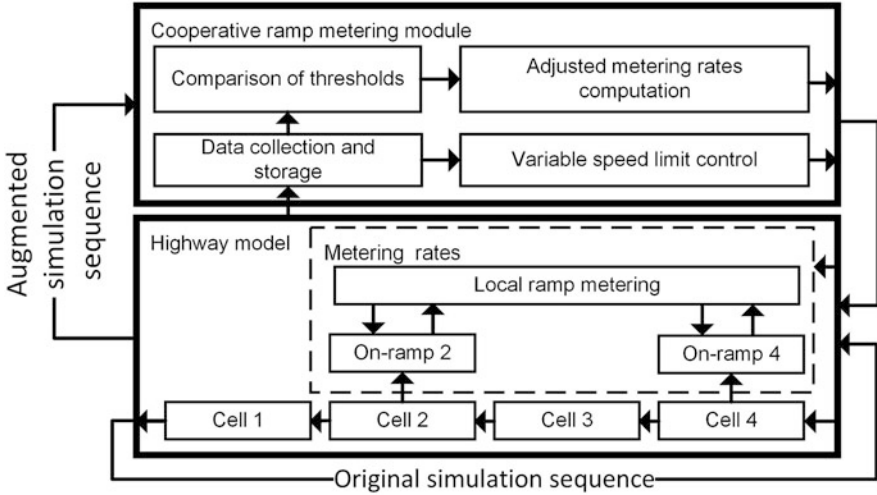 Cooperative ramp metering module
Comparison of thresholds
Adjusted metering rates
computation
Data collection and
storage
Variable speed limit control
Augmented
simulation
sequence
Highway model
Metering rates
Local ramp metering
On-ramp 2
On-ramp 4
Cell 1
Cell 2
Cell 3
Cell 4
Original simulation sequence